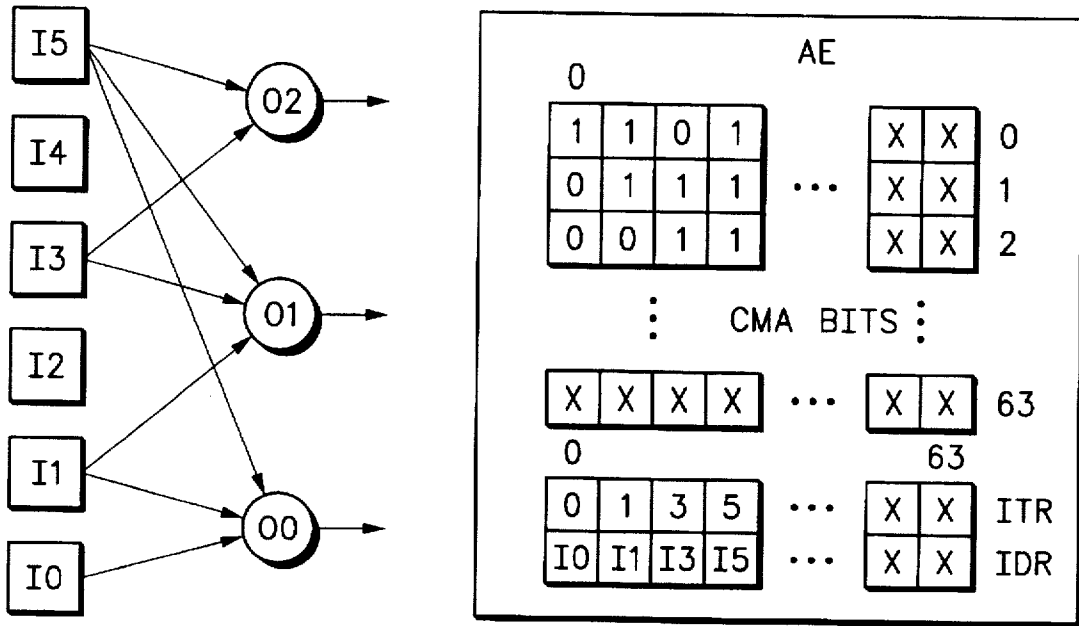 I5
I4
I3
I2
I1
I0
O2
O1
O0
AE
0
1 1 0 1 ... X X 0
0 1 1 1 ... X X 1
0 0 1 1 X X 2
CMA BITS
X X X X ... X X 63
0 63
0 1 3 5 ... X X ITR
I0 I1 I3 I5 ... X X IDR